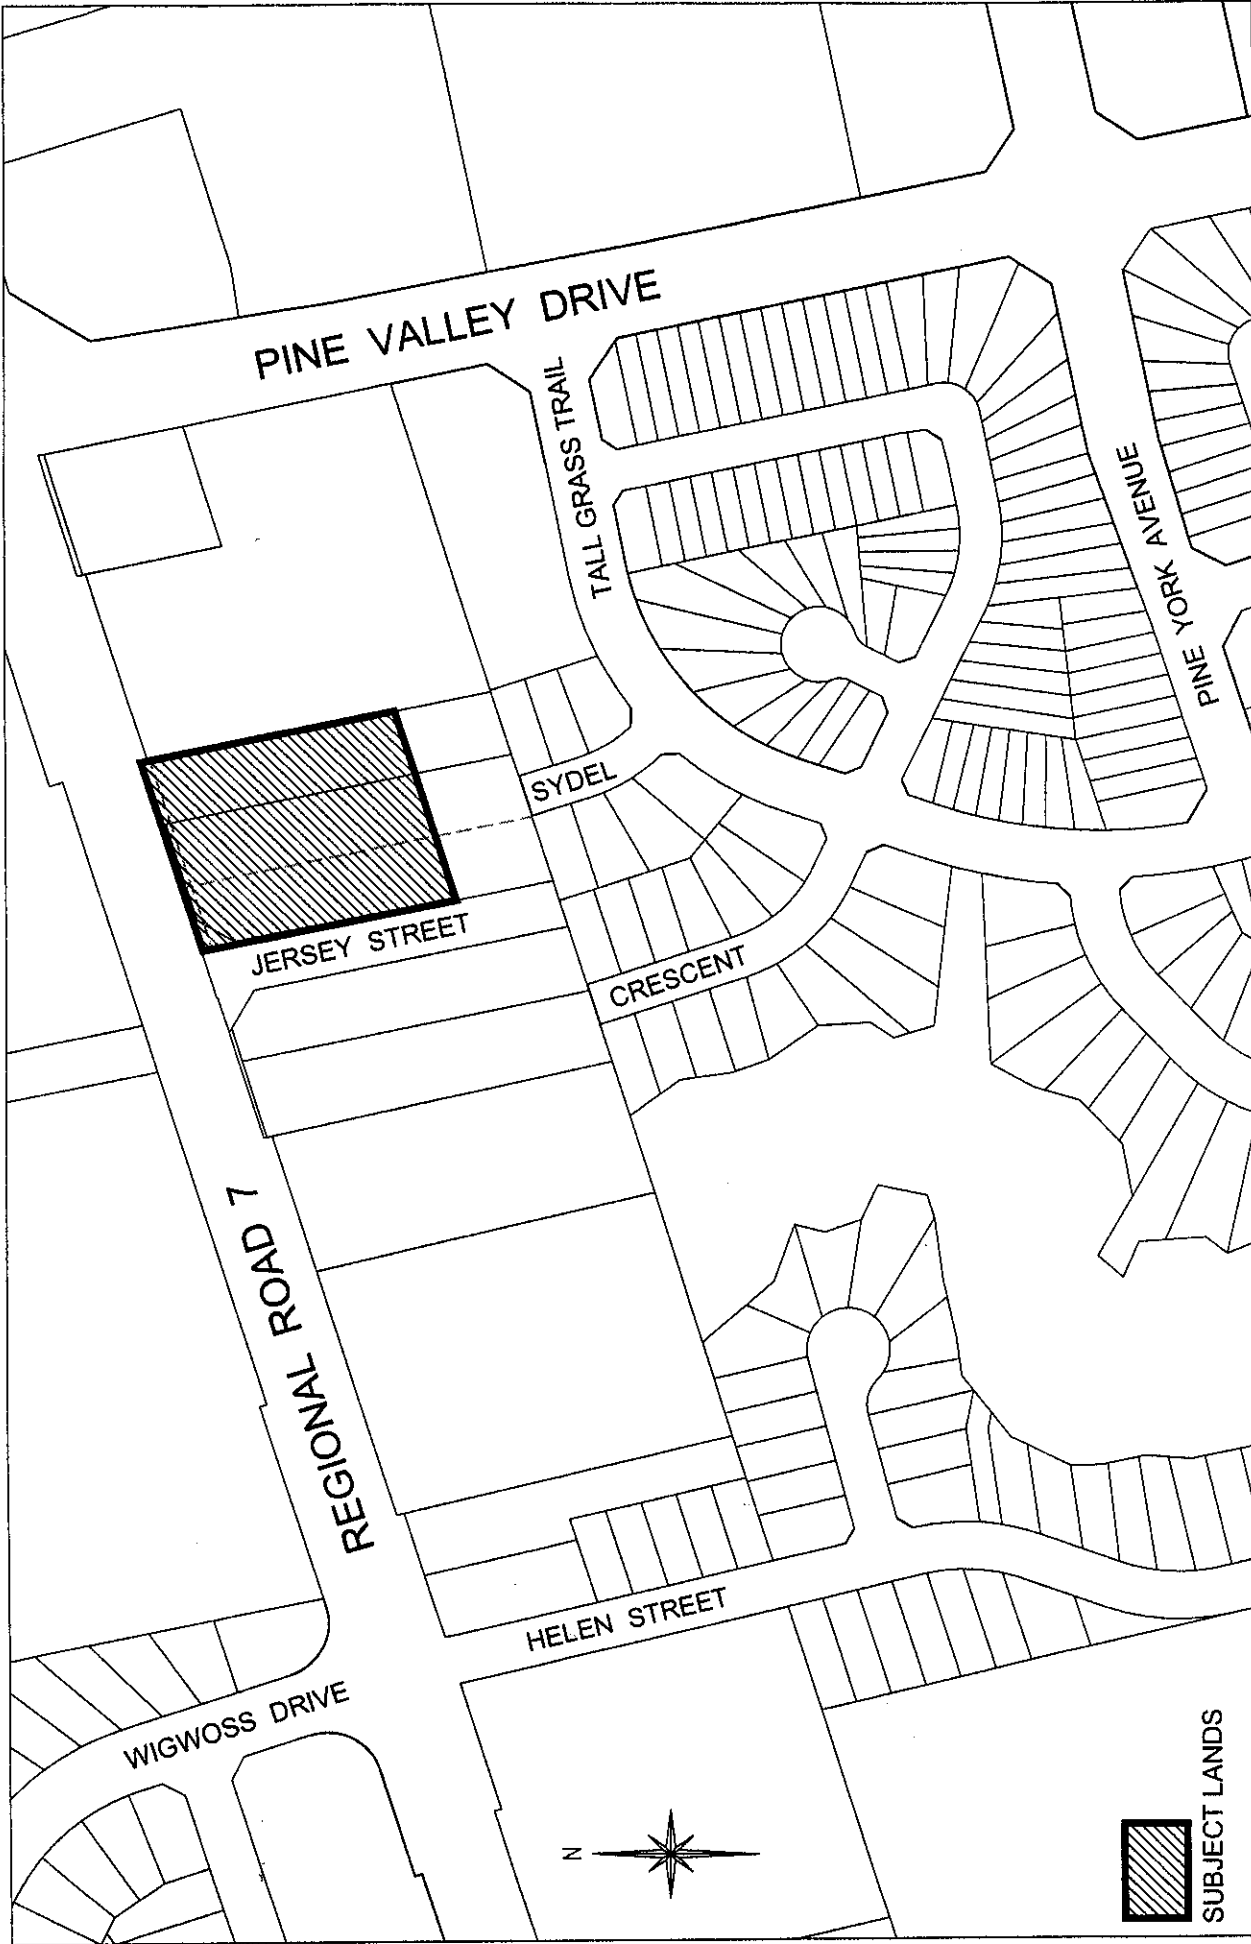 PINE VALLEY DRIVE
TALL GRASS TRAIL
PINE YORK AVENUE
SYDEL
CRESCENT
JERSEY STREET
REGIONAL ROAD 7
HELEN STREET
WIGWOSS DRIVE
N
SUBJECT LANDS